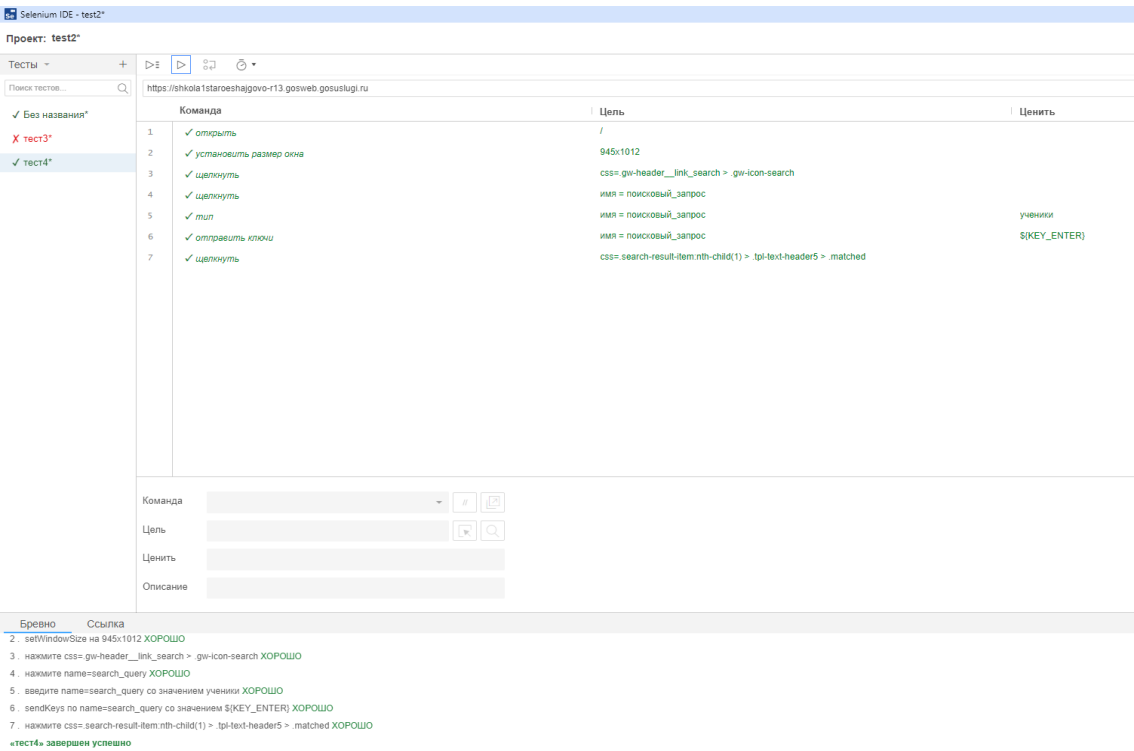 Selenium IDE - test2*
Проект: test2*
Тесты
+
Поиск тестов...
https://shkola1staroeshajgovo-r13.gosweb.gosuslugi.ru
✓ Без названия*
✗ тест3*
✓ тест4*
Команда Цель Ценить
1 ✓ открыть /
2 ✓ установить размер окна 945x1012
3 ✓ щелкнуть css=.gw-header__link_search > .gw-icon-search
4 ✓ щелкнуть имя = поисковый_запрос
5 ✓ тип имя = поисковый_запрос ученики
6 ✓ отправить ключи имя = поисковый_запрос ${KEY_ENTER}
7 ✓ щелкнуть css=.search-result-item:nth-child(1) > .tpl-text-header5 > .matched
Команда
//
Цель
Ценить
Описание
Бревно Ссылка
2 . setWindowSize на 945x1012 ХОРОШО
3 . нажмите css=.gw-header__link_search > .gw-icon-search ХОРОШО
4 . нажмите name=search_query ХОРОШО
5 . введите name=search_query со значением ученики ХОРОШО
6 . sendKeys по name=search_query со значением ${KEY_ENTER} ХОРОШО
7 . нажмите css=.search-result-item:nth-child(1) > .tpl-text-header5 > .matched ХОРОШО
«тест4» завершен успешно